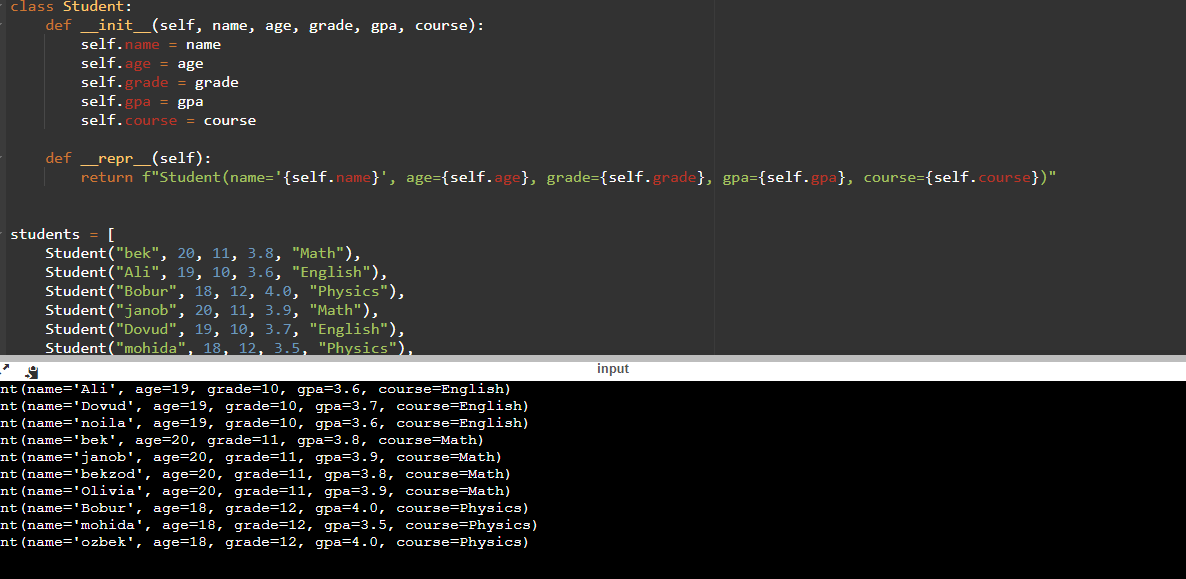 class Student:
    def __init__(self, name, age, grade, gpa, course):
        self.name = name
        self.age = age
        self.grade = grade
        self.gpa = gpa
        self.course = course
    def __repr__(self):
        return f"Student(name='{self.name}', age={self.age}, grade={self.grade}, gpa={self.gpa}, course={self.course})"
students = [
    Student("bek", 20, 11, 3.8, "Math"),
    Student("Ali", 19, 10, 3.6, "English"),
    Student("Bobur", 18, 12, 4.0, "Physics"),
    Student("janob", 20, 11, 3.9, "Math"),
    Student("Dovud", 19, 10, 3.7, "English"),
    Student("mohida", 18, 12, 3.5, "Physics"),
input
nt(name='Ali', age=19, grade=10, gpa=3.6, course=English)
nt(name='Dovud', age=19, grade=10, gpa=3.7, course=English)
nt(name='noila', age=19, grade=10, gpa=3.6, course=English)
nt(name='bek', age=20, grade=11, gpa=3.8, course=Math)
nt(name='janob', age=20, grade=11, gpa=3.9, course=Math)
nt(name='bekzod', age=20, grade=11, gpa=3.8, course=Math)
nt(name='Olivia', age=20, grade=11, gpa=3.9, course=Math)
nt(name='Bobur', age=18, grade=12, gpa=4.0, course=Physics)
nt(name='mohida', age=18, grade=12, gpa=3.5, course=Physics)
nt(name='ozbek', age=18, grade=12, gpa=4.0, course=Physics)